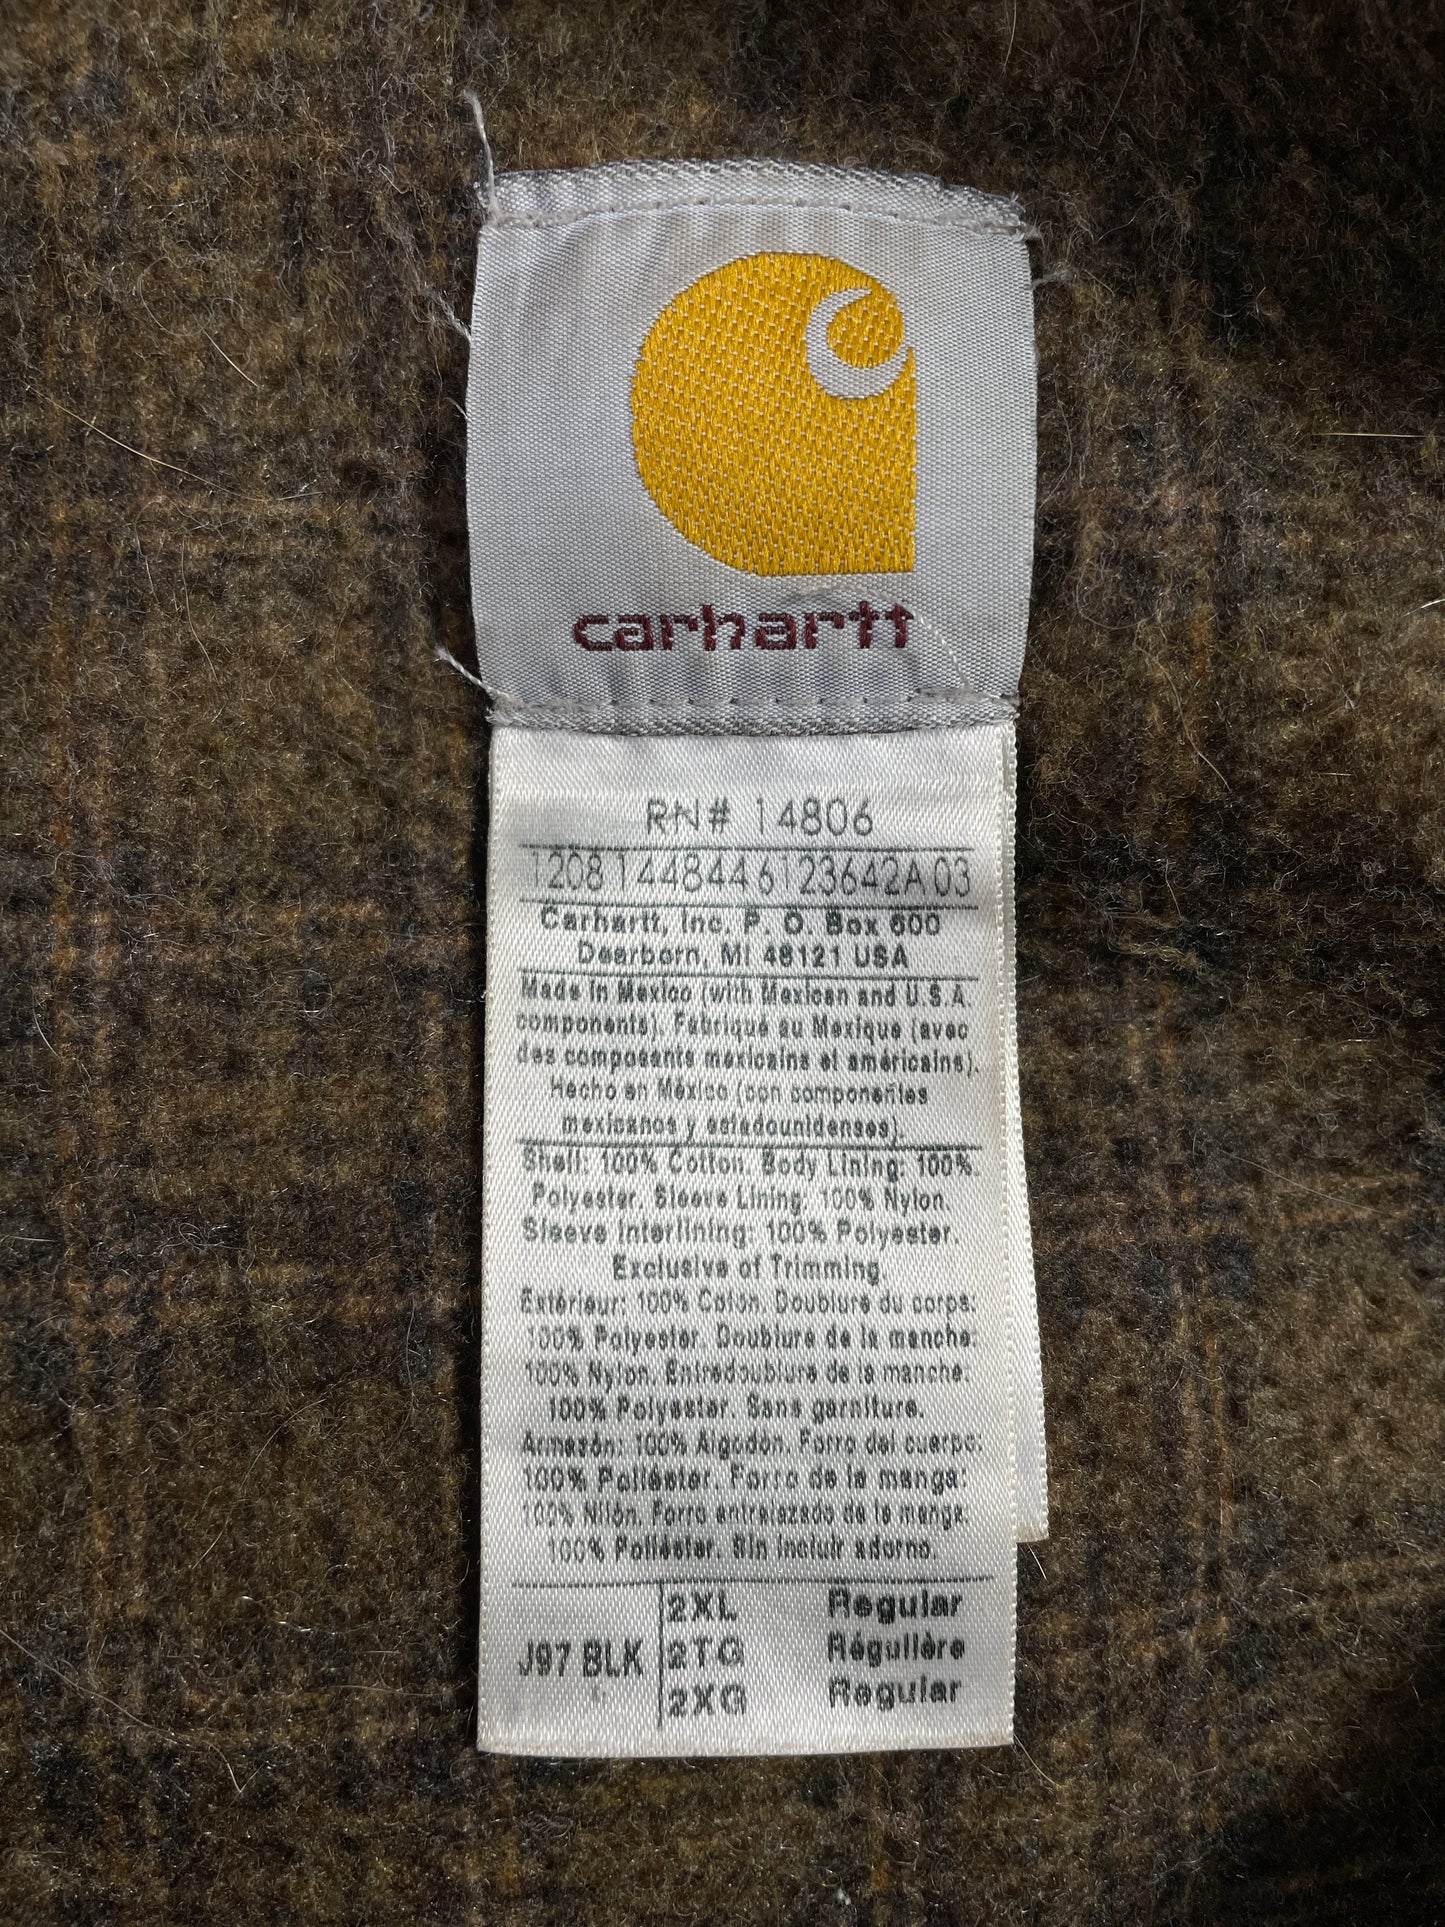 carhartt
RN# 14806
1208 144844 6123642A 03
Carhartt, Inc. P. O. Box 600
Dearborn, MI 48121 USA
Made in Mexico (with Mexican and U.S.A.
components). Fabriqué au Mexique (avec
des composants mexicains et américains).
Hecho en México (con componentes
mexicanos y estadounidenses).
Shell: 100% Cotton. Body Lining: 100%
Polyester. Sleeve Lining: 100% Nylon.
Sleeve Interlining: 100% Polyester.
Exclusive of Trimming.
Extérieur: 100% Coton. Doublure du corps:
100% Polyester. Doublure de la manche:
100% Nylon. Entredoublure de la manche:
100% Polyester. Sans garniture.
Armazón: 100% Algodón. Forro del cuerpo:
100% Poliéster. Forro de la manga:
100% Nilón. Forro entrelazado de la manga:
100% Poliéster. Sin incluir adorno.
J97 BLK
2XL Regular
2TG Régulière
2XG Regular